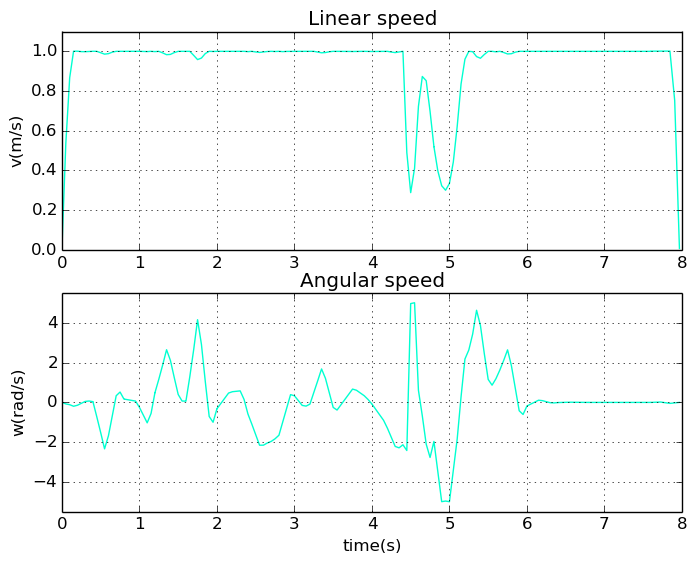 Linear speed
1.0
0.8
0.6
0.4
0.2
0.0
v(m/s)
0 1 2 3 4 5 6 7 8
Angular speed
4
2
0
−2
−4
w(rad/s)
0 1 2 3 4 5 6 7 8
time(s)